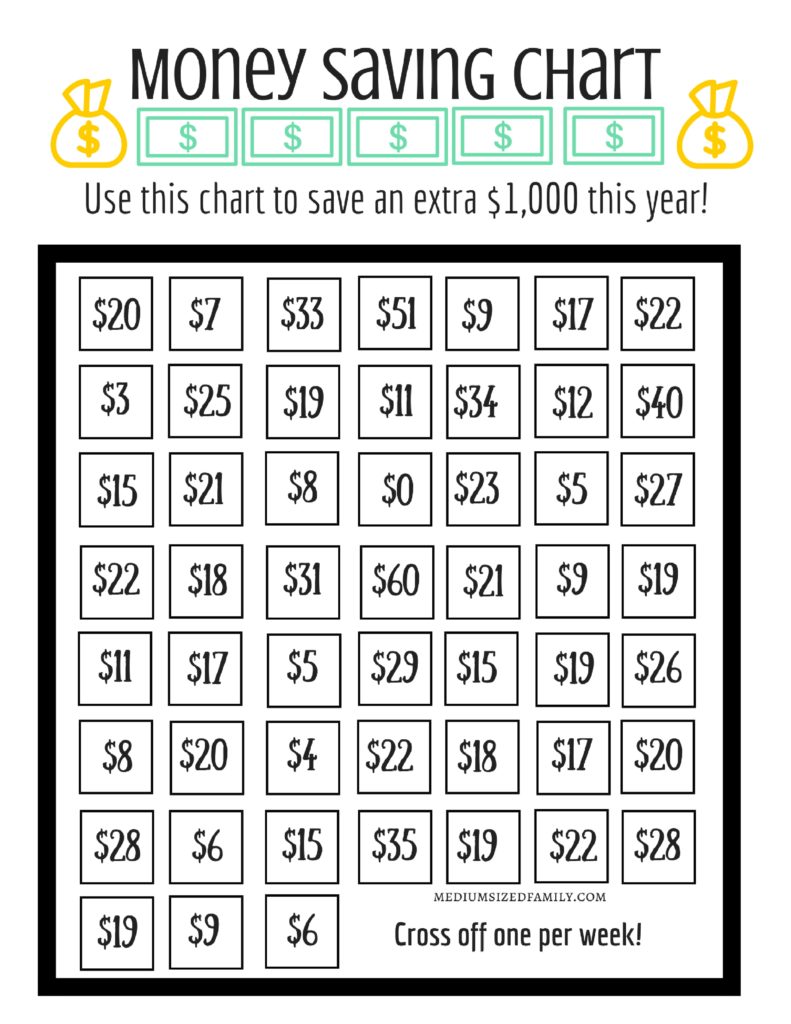 Money Saving Chart
$ $ $ $ $ $ $
Use this chart to save an extra $1,000 this year!
$20 $7 $33 $51 $9 $17 $22
$3 $25 $19 $11 $34 $12 $40
$15 $21 $8 $0 $23 $5 $27
$22 $18 $31 $60 $21 $9 $19
$11 $17 $5 $29 $15 $19 $26
$8 $20 $4 $22 $18 $17 $20
$28 $6 $15 $35 $19 $22 $28
MEDIUMSIZEDFAMILY.COM
$19 $9 $6 Cross off one per week!